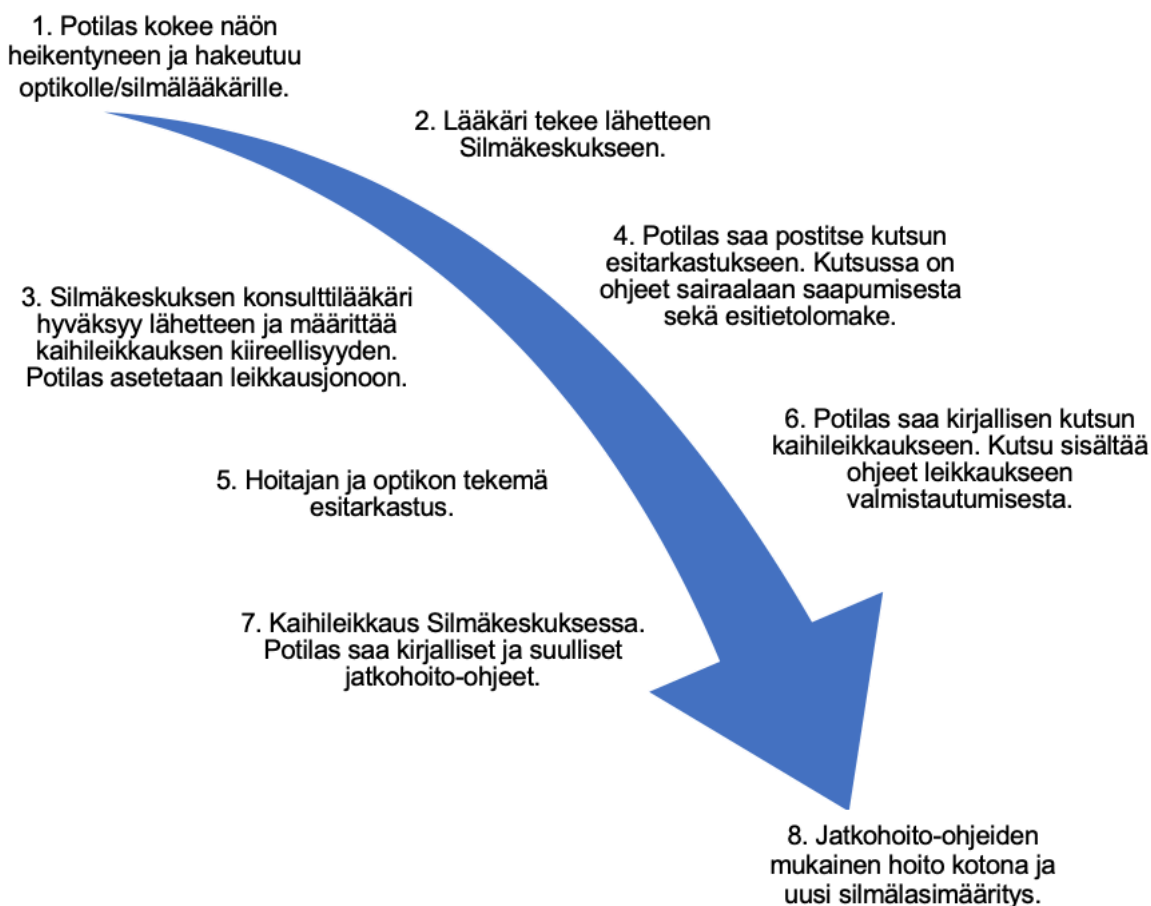 1. Potilas kokee näön
heikentyneen ja hakeutuu
optikolle/silmälääkärille.
2. Lääkäri tekee lähetteen
Silmäkeskukseen.
3. Silmäkeskuksen konsulttilääkäri
hyväksyy lähetteen ja määrittää
kaihileikkauksen kiireellisyyden.
Potilas asetetaan leikkausjonoon.
4. Potilas saa postitse kutsun
esitarkastukseen. Kutsussa on
ohjeet sairaalaan saapumisesta
sekä esitietolomake.
5. Hoitajan ja optikon tekemä
esitarkastus.
6. Potilas saa kirjallisen kutsun
kaihileikkaukseen. Kutsu sisältää
ohjeet leikkaukseen
valmistautumisesta.
7. Kaihileikkaus Silmäkeskuksessa.
Potilas saa kirjalliset ja suulliset
jatkohoito-ohjeet.
8. Jatkohoito-ohjeiden
mukainen hoito kotona ja
uusi silmälasimääritys.